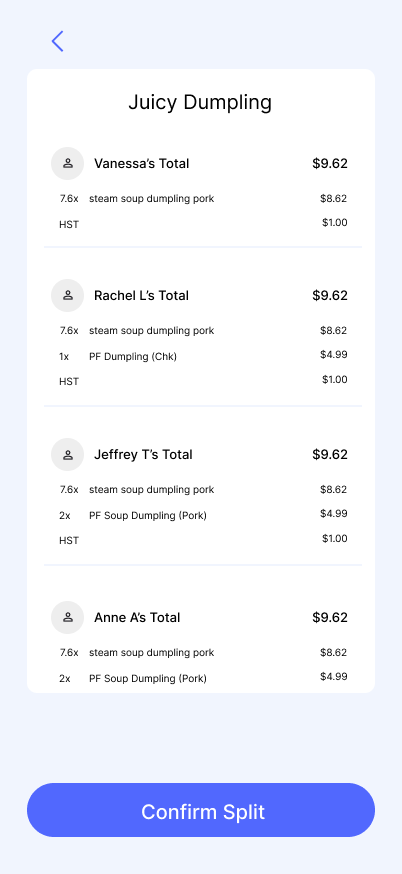 Juicy Dumpling
Vanessa's Total $9.62
7.6x steam soup dumpling pork $8.62
HST $1.00
Rachel L's Total $9.62
7.6x steam soup dumpling pork $8.62
1x PF Dumpling (Chk) $4.99
HST $1.00
Jeffrey T's Total $9.62
7.6x steam soup dumpling pork $8.62
2x PF Soup Dumpling (Pork) $4.99
HST $1.00
Anne A's Total $9.62
7.6x steam soup dumpling pork $8.62
2x PF Soup Dumpling (Pork) $4.99
Confirm Split